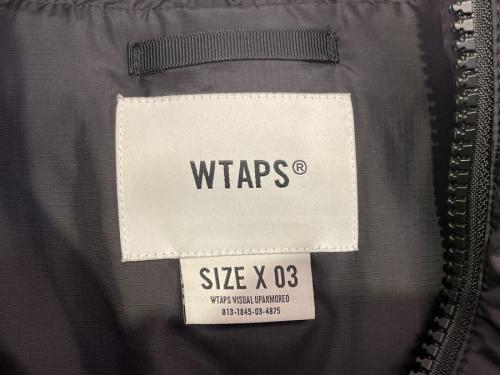 WTAPS®
SIZE X 03
WTAPS VISUAL UPARMORED
813-1845-03-4875